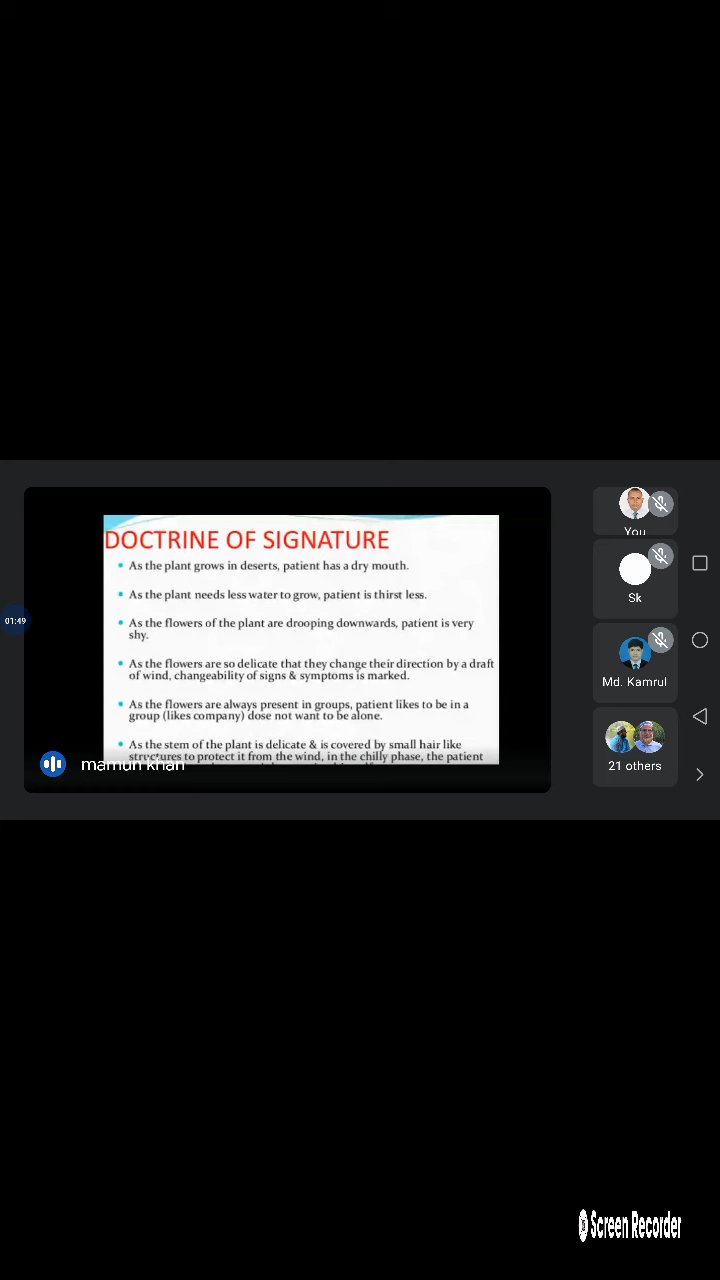 DOCTRINE OF SIGNATURE
As the plant grows in deserts, patient has a dry mouth.
As the plant needs less water to grow, patient is thirst less.
As the flowers of the plant are drooping downwards, patient is very
shy.
As the flowers are so delicate that they change their direction by a draft
of wind, changeability of signs & symptoms is marked.
As the flowers are always present in groups, patient likes to be in a
group (likes company) dose not want to be alone.
As the stem of the plant is delicate & is covered by small hair like
structures to protect it from the wind, in the chilly phase, the patient
mamun khan
01:49
You
Sk
Md. Kamrul
21 others
Screen Recorder